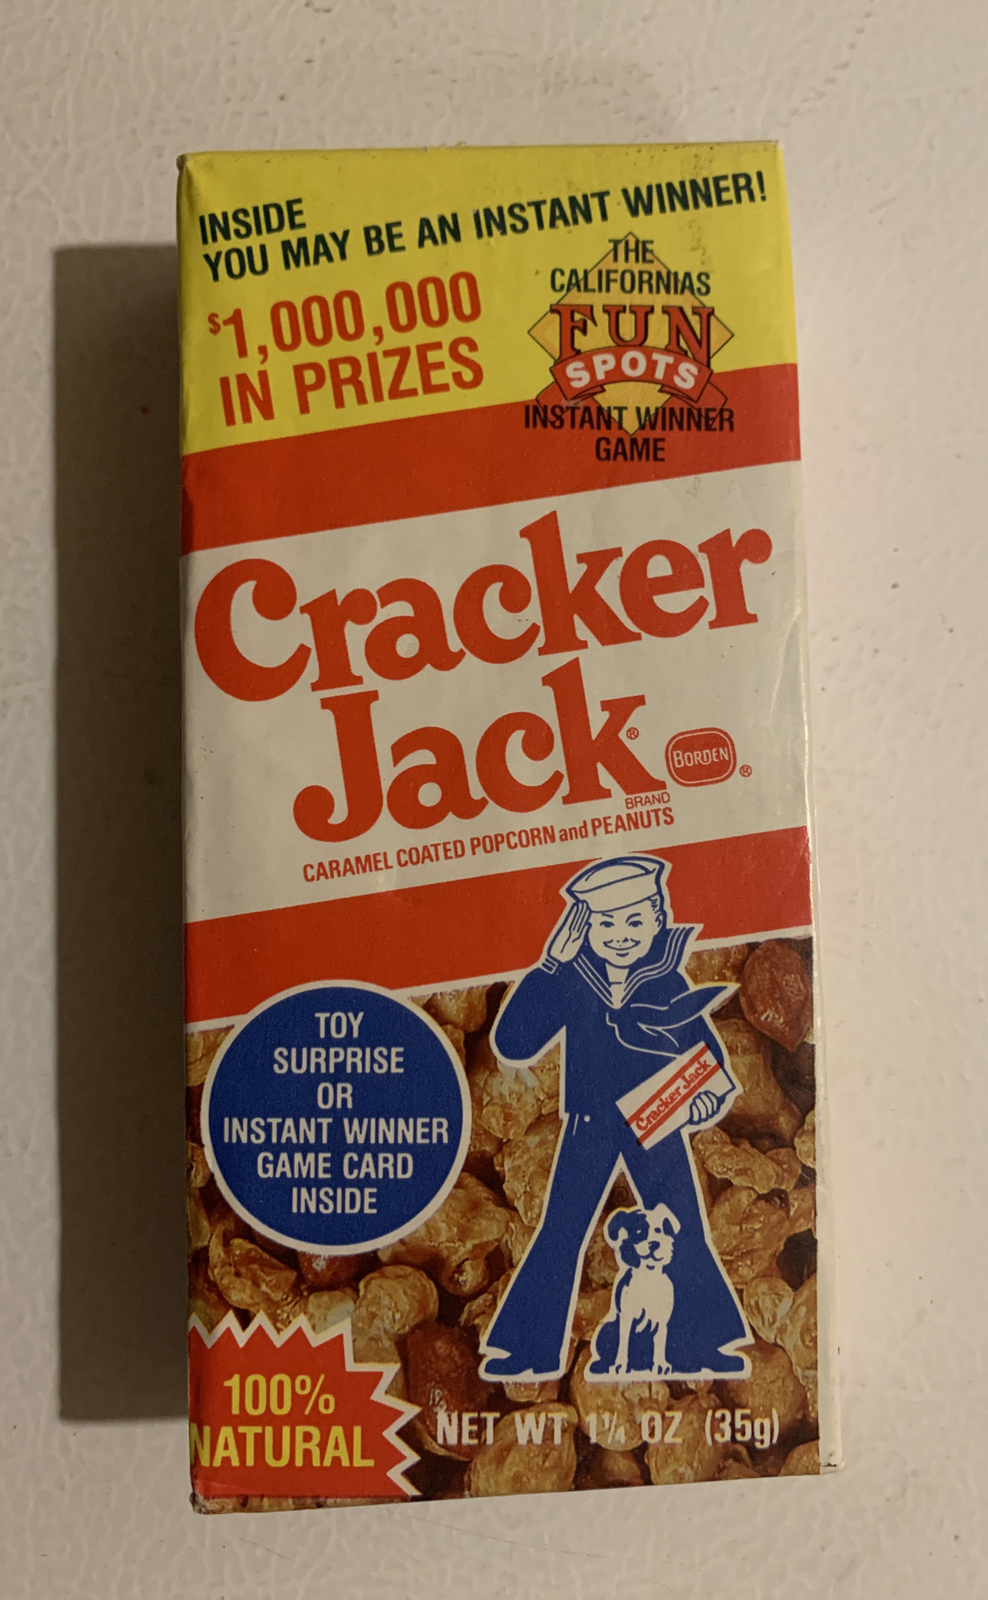 INSIDE
YOU MAY BE AN INSTANT WINNER!
$1,000,000
IN PRIZES
THE
CALIFORNIAS
FUN
SPOTS
INSTANT WINNER
GAME
Cracker
Jack®
BORDEN®
BRAND
CARAMEL COATED POPCORN and PEANUTS
TOY
SURPRISE
OR
INSTANT WINNER
GAME CARD
INSIDE
Cracker Jack
®
100%
NATURAL
NET WT 1¼ OZ (35g)